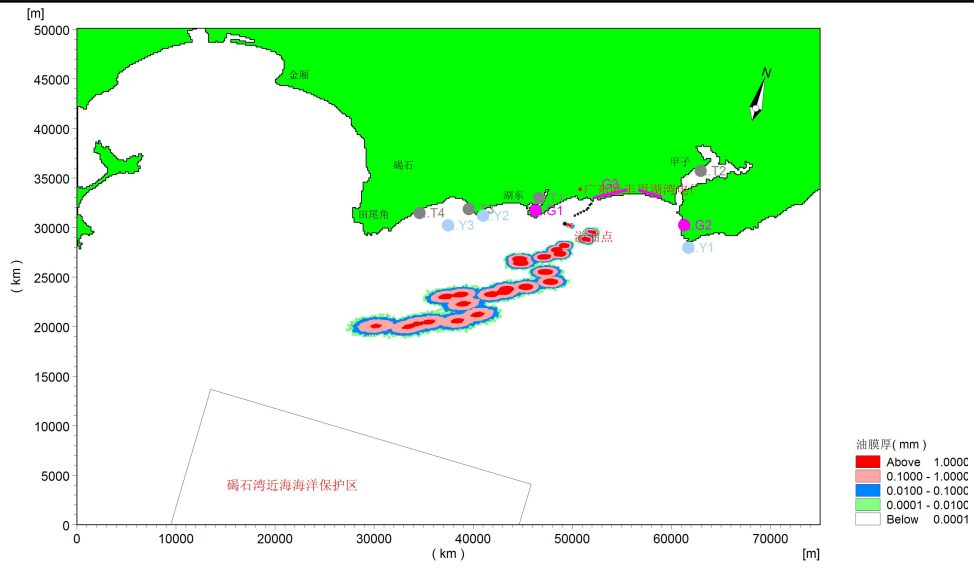 [m]
50000
45000
40000
35000
30000
25000
20000
15000
10000
5000
0
( km )
0
10000
20000
30000
40000
50000
60000
70000
( km )
[m]
N
金厢
碣石
湖东
甲子
田尾角
.T4
.Y3
.Y2
.G1
.T2
.G2
.Y1
溢油点
碣石湾近海海洋保护区
油膜厚( mm )
Above 1.0000
0.1000 - 1.0000
0.0100 - 0.1000
0.0001 - 0.0100
Below 0.0001